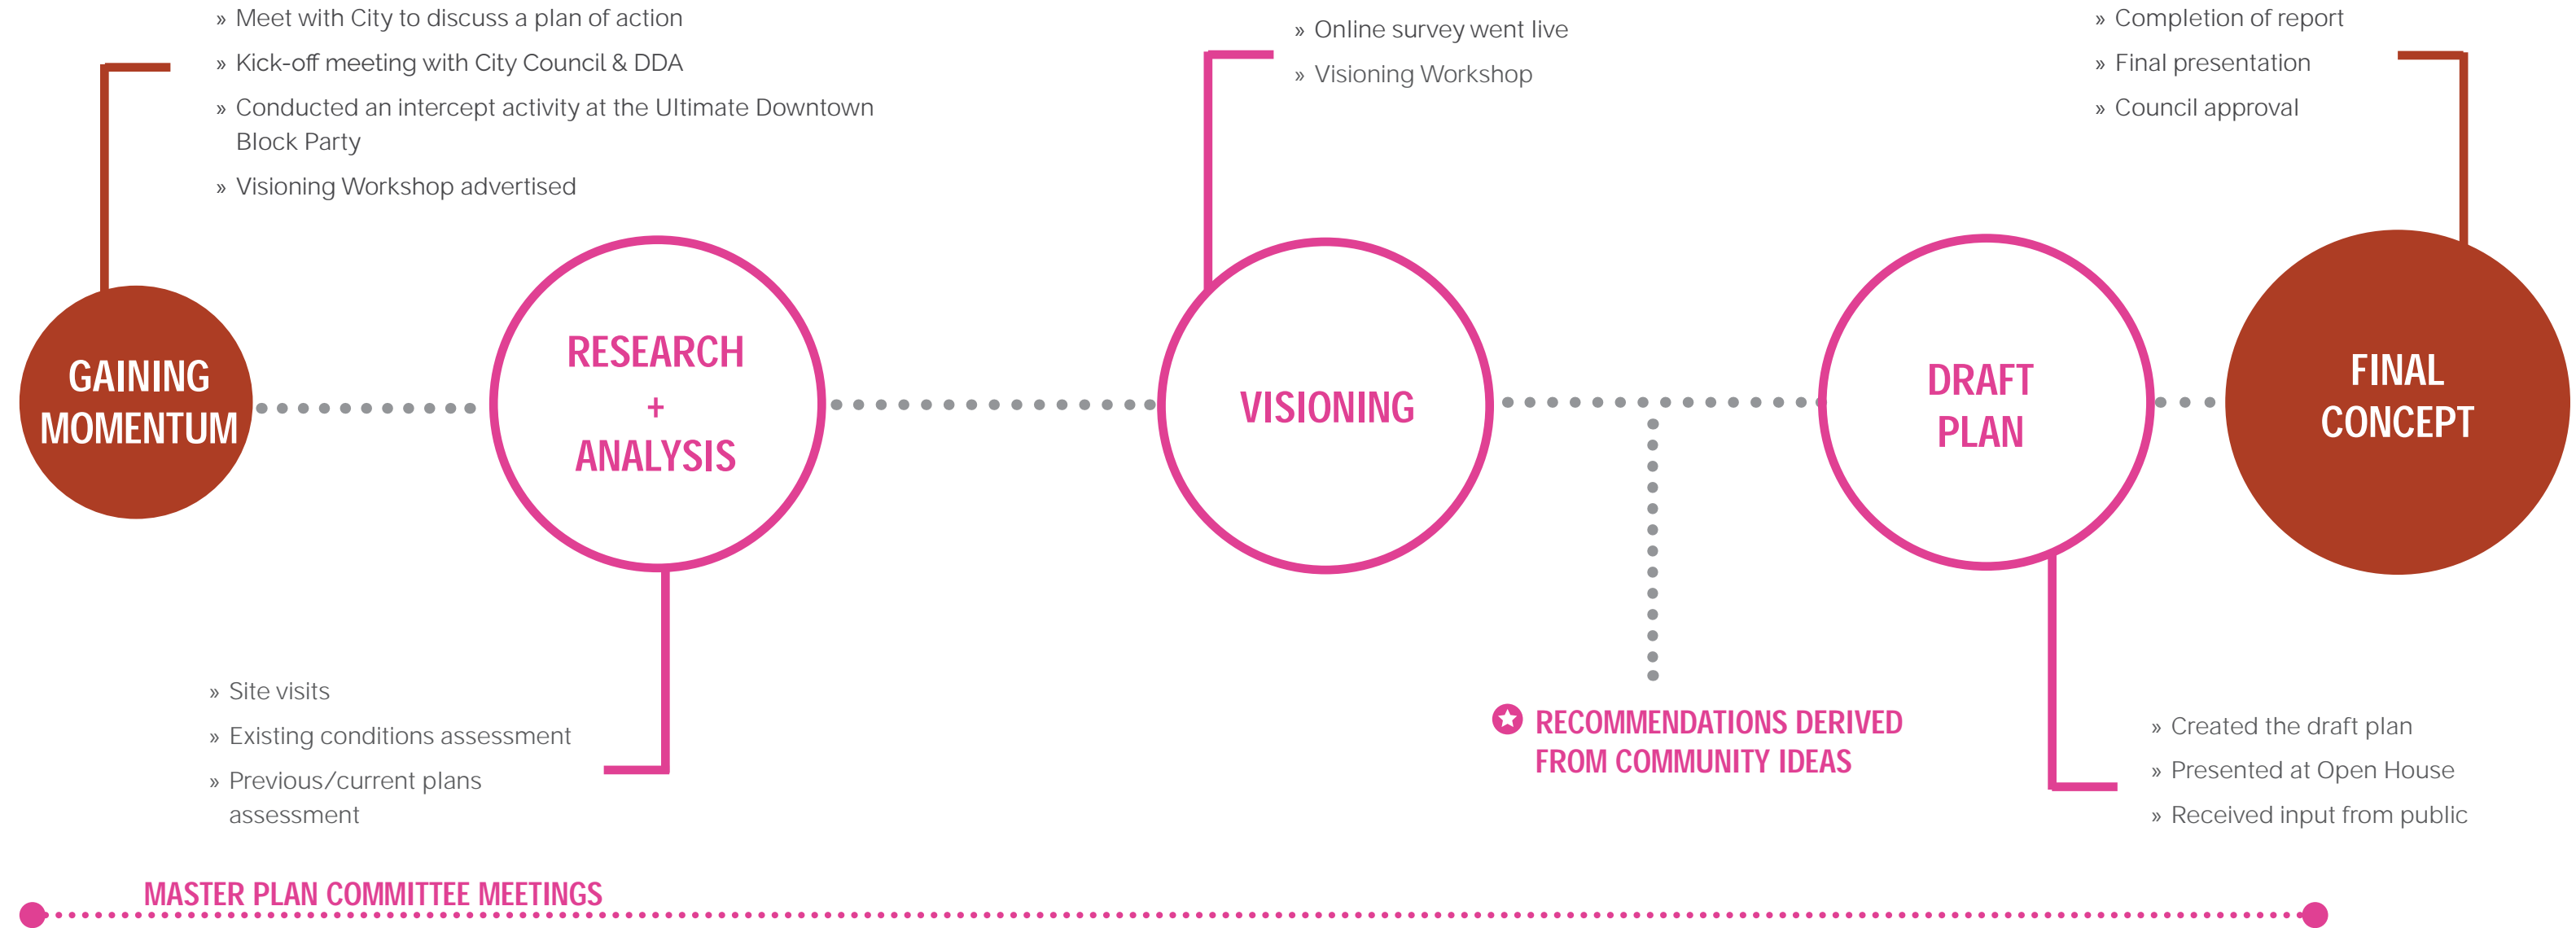 » Meet with City to discuss a plan of action
» Kick-off meeting with City Council & DDA
» Conducted an intercept activity at the Ultimate Downtown
Block Party
» Visioning Workshop advertised
» Online survey went live
» Visioning Workshop
» Completion of report
» Final presentation
» Council approval
GAINING
MOMENTUM
RESEARCH
+
ANALYSIS
VISIONING
DRAFT
PLAN
FINAL
CONCEPT
» Site visits
» Existing conditions assessment
» Previous/current plans
assessment
RECOMMENDATIONS DERIVED
FROM COMMUNITY IDEAS
» Created the draft plan
» Presented at Open House
» Received input from public
MASTER PLAN COMMITTEE MEETINGS